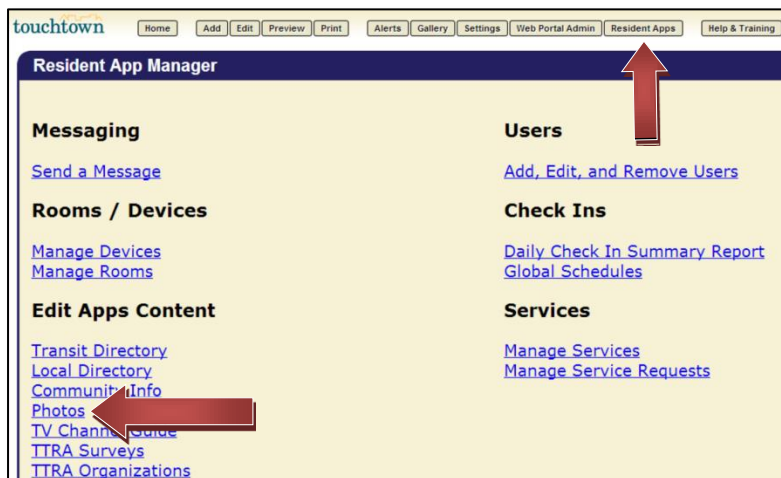 touchtown Home Add Edit Preview Print Alerts Gallery Settings Web Portal Admin Resident Apps Help & Training
Resident App Manager
Messaging
Send a Message
Rooms / Devices
Manage Devices
Manage Rooms
Edit Apps Content
Transit Directory
Local Directory
Community Info
Photos
TV Channel Guide
TTRA Surveys
TTRA Organizations
Users
Add, Edit, and Remove Users
Check Ins
Daily Check In Summary Report
Global Schedules
Services
Manage Services
Manage Service Requests